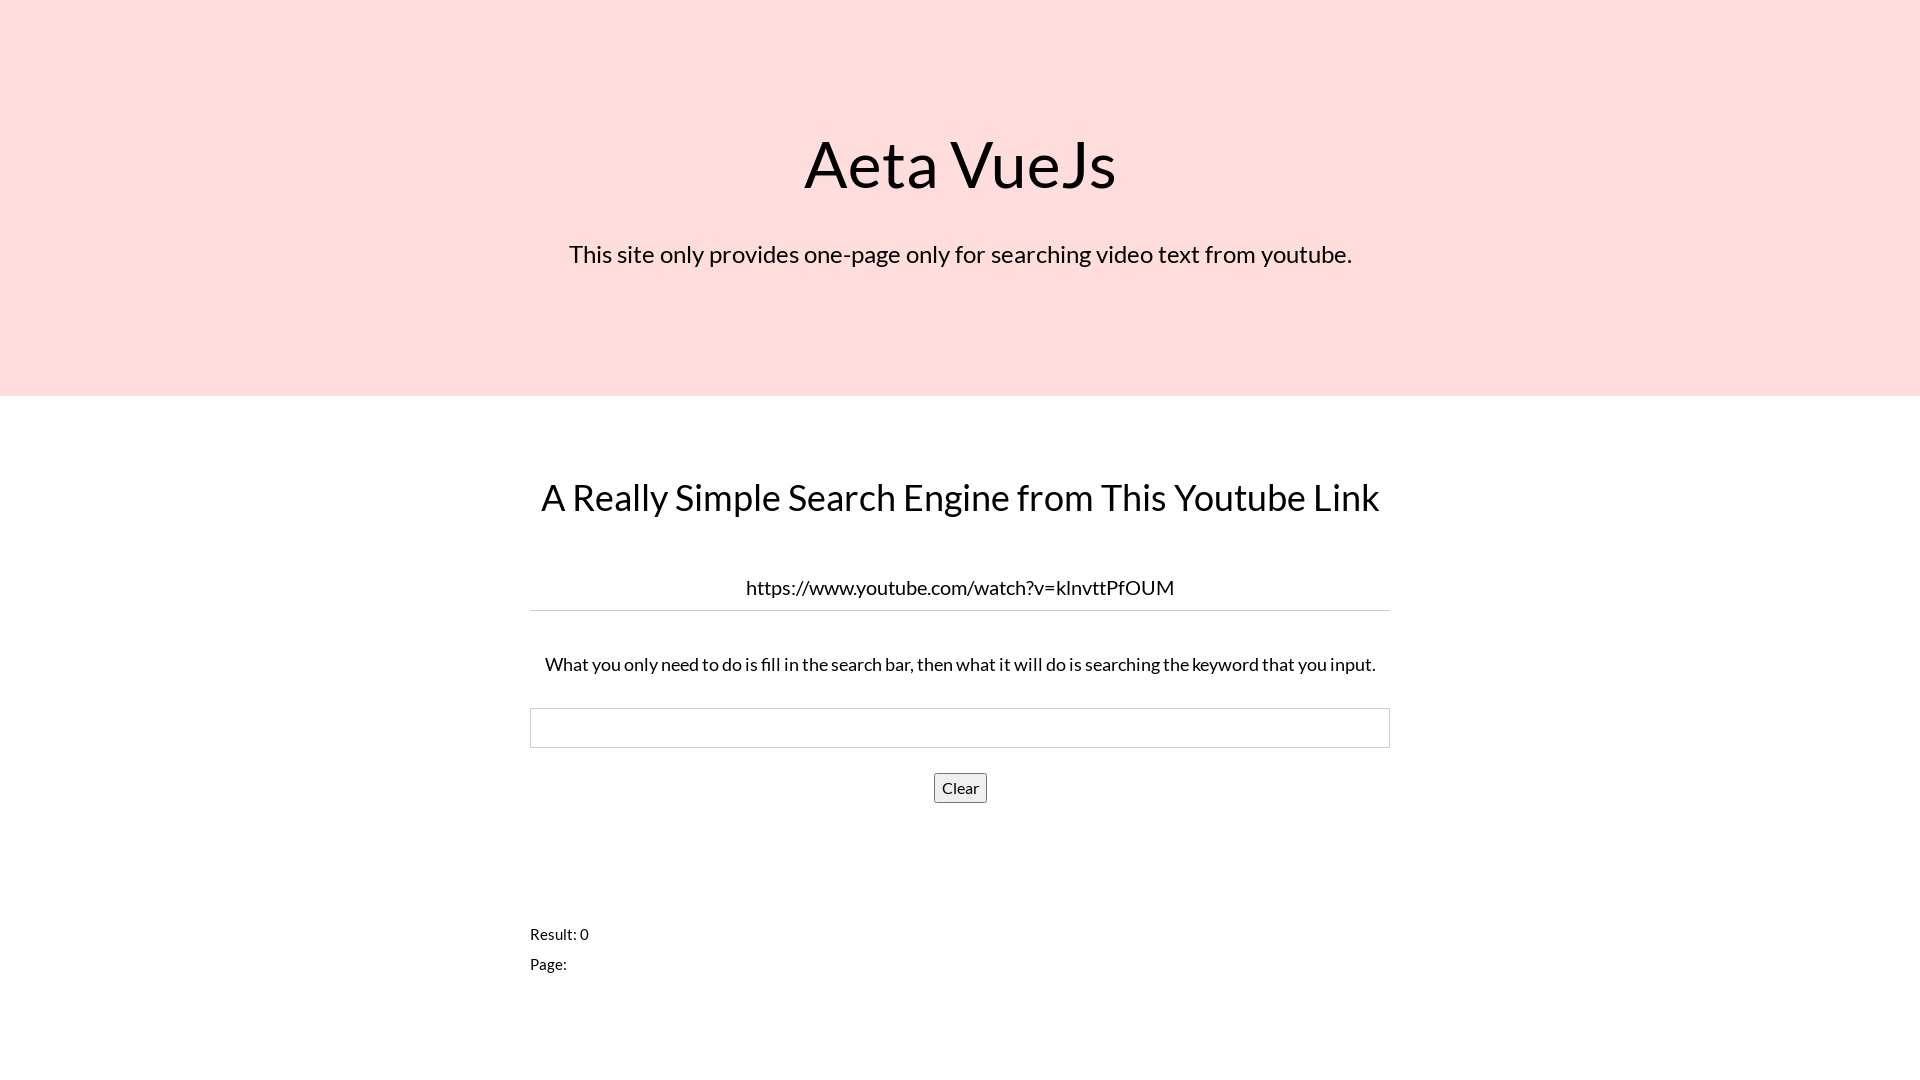 Aeta VueJs
This site only provides one-page only for searching video text from youtube.
A Really Simple Search Engine from This Youtube Link
https://www.youtube.com/watch?v=klnvttPfOUM
What you only need to do is fill in the search bar, then what it will do is searching the keyword that you input.
Clear
Result: 0
Page: